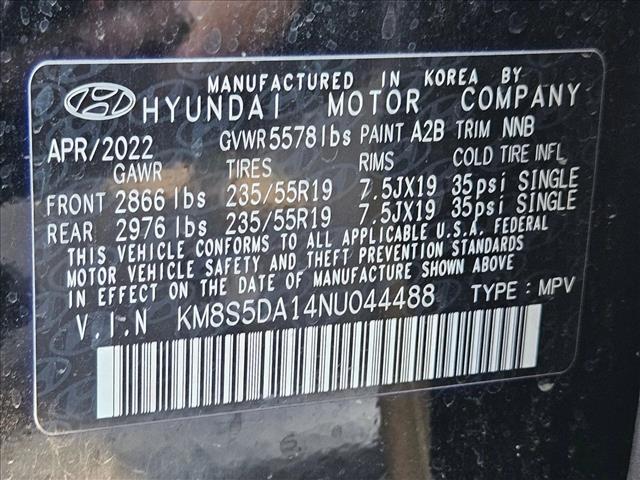 MANUFACTURED IN KOREA BY
HYUNDAI MOTOR COMPANY
APR/2022 GVWR 5578 lbs PAINT A2B TRIM NNB
GAWR TIRES RIMS COLD TIRE INFL
FRONT 2866 lbs 235/55R19 7.5JX19 35psi SINGLE
REAR 2976 lbs 235/55R19 7.5JX19 35psi SINGLE
THIS VEHICLE CONFORMS TO ALL APPLICABLE U.S.A. FEDERAL
MOTOR VEHICLE SAFETY AND THEFT PREVENTION STANDARDS
IN EFFECT ON THE DATE OF MANUFACTURE SHOWN ABOVE
V.I.N KM8S5DA14NU044488 TYPE : MPV